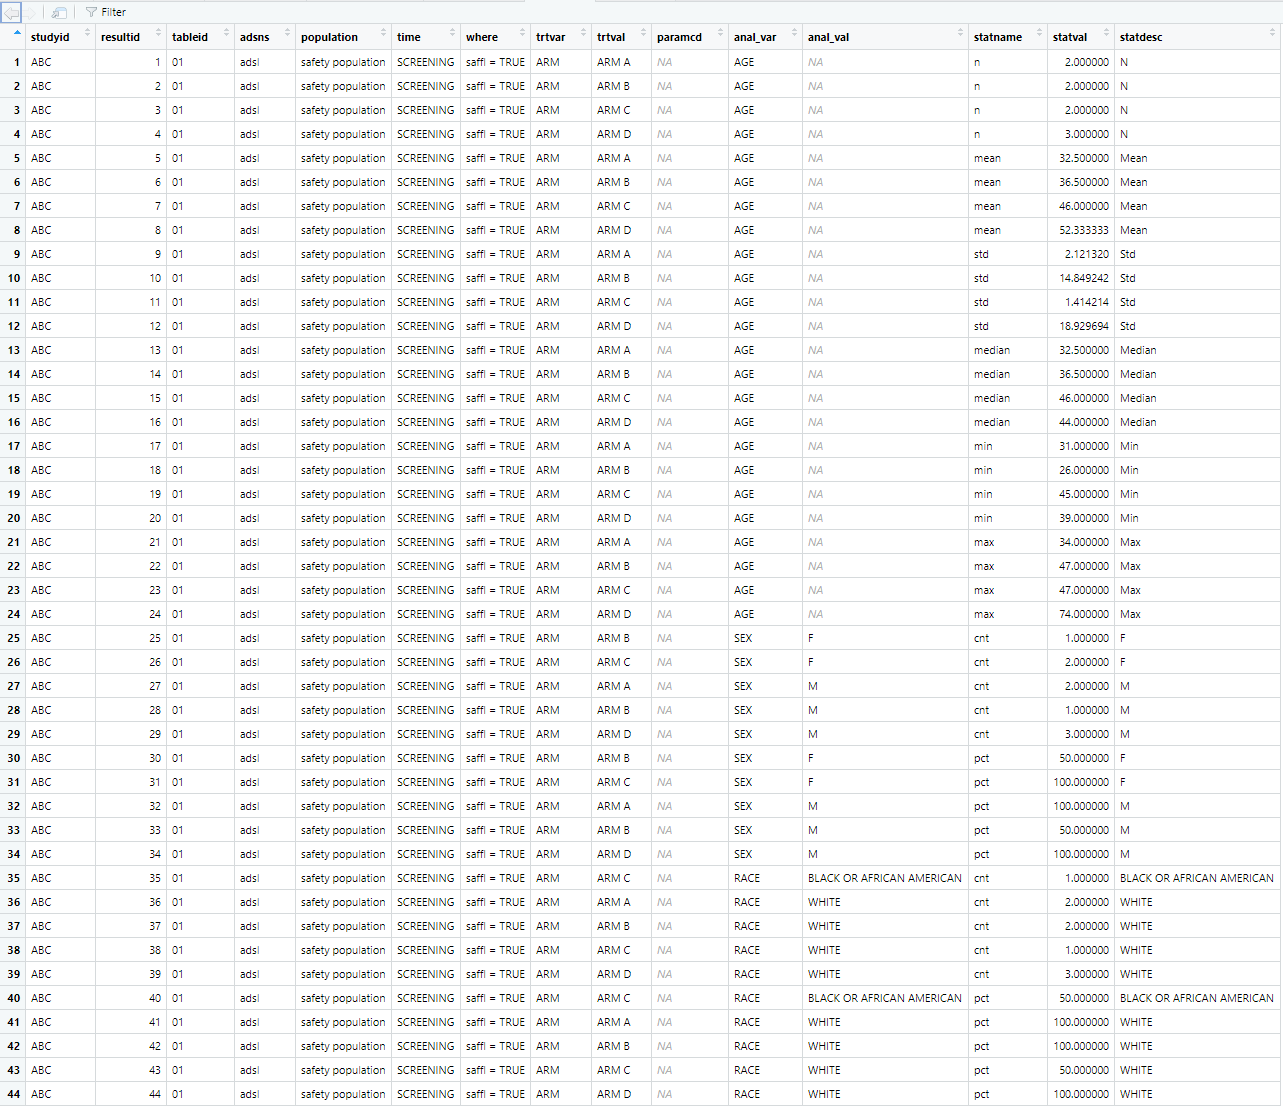 Filter
studyid resultid tableid adsns population time where trtvar trtval paramcd anal_var anal_val statname statval statdesc
1 ABC 1 01 adsl safety population SCREENING saffl = TRUE ARM ARM A NA AGE NA n 2.000000 N
2 ABC 2 01 adsl safety population SCREENING saffl = TRUE ARM ARM B NA AGE NA n 2.000000 N
3 ABC 3 01 adsl safety population SCREENING saffl = TRUE ARM ARM C NA AGE NA n 2.000000 N
4 ABC 4 01 adsl safety population SCREENING saffl = TRUE ARM ARM D NA AGE NA n 3.000000 N
5 ABC 5 01 adsl safety population SCREENING saffl = TRUE ARM ARM A NA AGE NA mean 32.500000 Mean
6 ABC 6 01 adsl safety population SCREENING saffl = TRUE ARM ARM B NA AGE NA mean 36.500000 Mean
7 ABC 7 01 adsl safety population SCREENING saffl = TRUE ARM ARM C NA AGE NA mean 46.000000 Mean
8 ABC 8 01 adsl safety population SCREENING saffl = TRUE ARM ARM D NA AGE NA mean 52.333333 Mean
9 ABC 9 01 adsl safety population SCREENING saffl = TRUE ARM ARM A NA AGE NA std 2.121320 Std
10 ABC 10 01 adsl safety population SCREENING saffl = TRUE ARM ARM B NA AGE NA std 14.849242 Std
11 ABC 11 01 adsl safety population SCREENING saffl = TRUE ARM ARM C NA AGE NA std 1.414214 Std
12 ABC 12 01 adsl safety population SCREENING saffl = TRUE ARM ARM D NA AGE NA std 18.929694 Std
13 ABC 13 01 adsl safety population SCREENING saffl = TRUE ARM ARM A NA AGE NA median 32.500000 Median
14 ABC 14 01 adsl safety population SCREENING saffl = TRUE ARM ARM B NA AGE NA median 36.500000 Median
15 ABC 15 01 adsl safety population SCREENING saffl = TRUE ARM ARM C NA AGE NA median 46.000000 Median
16 ABC 16 01 adsl safety population SCREENING saffl = TRUE ARM ARM D NA AGE NA median 44.000000 Median
17 ABC 17 01 adsl safety population SCREENING saffl = TRUE ARM ARM A NA AGE NA min 31.000000 Min
18 ABC 18 01 adsl safety population SCREENING saffl = TRUE ARM ARM B NA AGE NA min 26.000000 Min
19 ABC 19 01 adsl safety population SCREENING saffl = TRUE ARM ARM C NA AGE NA min 45.000000 Min
20 ABC 20 01 adsl safety population SCREENING saffl = TRUE ARM ARM D NA AGE NA min 39.000000 Min
21 ABC 21 01 adsl safety population SCREENING saffl = TRUE ARM ARM A NA AGE NA max 34.000000 Max
22 ABC 22 01 adsl safety population SCREENING saffl = TRUE ARM ARM B NA AGE NA max 47.000000 Max
23 ABC 23 01 adsl safety population SCREENING saffl = TRUE ARM ARM C NA AGE NA max 47.000000 Max
24 ABC 24 01 adsl safety population SCREENING saffl = TRUE ARM ARM D NA AGE NA max 74.000000 Max
25 ABC 25 01 adsl safety population SCREENING saffl = TRUE ARM ARM B NA SEX F cnt 1.000000 F
26 ABC 26 01 adsl safety population SCREENING saffl = TRUE ARM ARM C NA SEX F cnt 2.000000 F
27 ABC 27 01 adsl safety population SCREENING saffl = TRUE ARM ARM A NA SEX M cnt 2.000000 M
28 ABC 28 01 adsl safety population SCREENING saffl = TRUE ARM ARM B NA SEX M cnt 1.000000 M
29 ABC 29 01 adsl safety population SCREENING saffl = TRUE ARM ARM D NA SEX M cnt 3.000000 M
30 ABC 30 01 adsl safety population SCREENING saffl = TRUE ARM ARM B NA SEX F pct 50.000000 F
31 ABC 31 01 adsl safety population SCREENING saffl = TRUE ARM ARM C NA SEX F pct 100.000000 F
32 ABC 32 01 adsl safety population SCREENING saffl = TRUE ARM ARM A NA SEX M pct 100.000000 M
33 ABC 33 01 adsl safety population SCREENING saffl = TRUE ARM ARM B NA SEX M pct 50.000000 M
34 ABC 34 01 adsl safety population SCREENING saffl = TRUE ARM ARM D NA SEX M pct 100.000000 M
35 ABC 35 01 adsl safety population SCREENING saffl = TRUE ARM ARM C NA RACE BLACK OR AFRICAN AMERICAN cnt 1.000000 BLACK OR AFRICAN AMERICAN
36 ABC 36 01 adsl safety population SCREENING saffl = TRUE ARM ARM A NA RACE WHITE cnt 2.000000 WHITE
37 ABC 37 01 adsl safety population SCREENING saffl = TRUE ARM ARM B NA RACE WHITE cnt 2.000000 WHITE
38 ABC 38 01 adsl safety population SCREENING saffl = TRUE ARM ARM C NA RACE WHITE cnt 1.000000 WHITE
39 ABC 39 01 adsl safety population SCREENING saffl = TRUE ARM ARM D NA RACE WHITE cnt 3.000000 WHITE
40 ABC 40 01 adsl safety population SCREENING saffl = TRUE ARM ARM C NA RACE BLACK OR AFRICAN AMERICAN pct 50.000000 BLACK OR AFRICAN AMERICAN
41 ABC 41 01 adsl safety population SCREENING saffl = TRUE ARM ARM A NA RACE WHITE pct 100.000000 WHITE
42 ABC 42 01 adsl safety population SCREENING saffl = TRUE ARM ARM B NA RACE WHITE pct 100.000000 WHITE
43 ABC 43 01 adsl safety population SCREENING saffl = TRUE ARM ARM C NA RACE WHITE pct 50.000000 WHITE
44 ABC 44 01 adsl safety population SCREENING saffl = TRUE ARM ARM D NA RACE WHITE pct 100.000000 WHITE